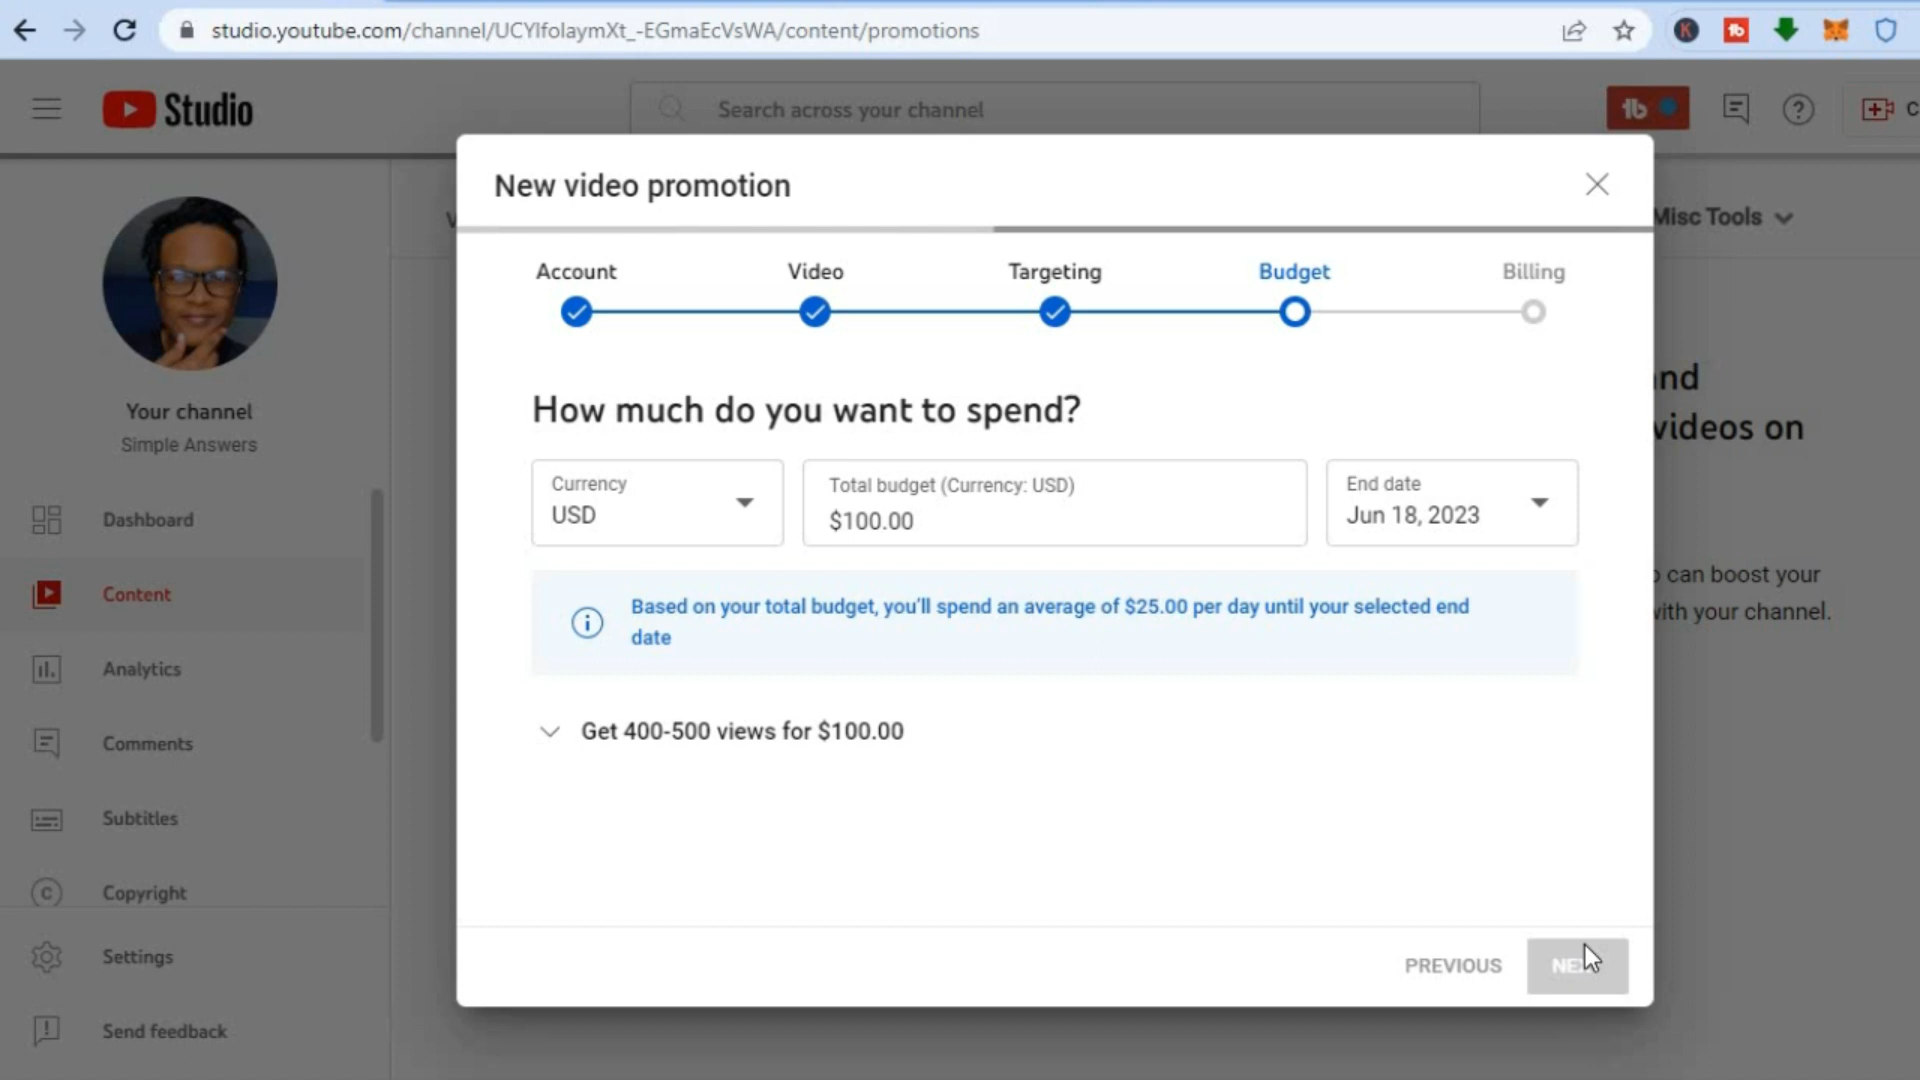 studio.youtube.com/channel/UCYlfolaymXt_-EGmaEcVsWA/content/promotions
K
tb
Studio
Search across your channel
tb
New video promotion
Misc Tools
Account
Video
Targeting
Budget
Billing
Your channel
Simple Answers
How much do you want to spend?
videos on
Currency
USD
Total budget (Currency: USD)
$100.00
End date
Jun 18, 2023
Dashboard
Content
Based on your total budget, you'll spend an average of $25.00 per day until your selected end
date
can boost your
with your channel.
Analytics
Get 400-500 views for $100.00
Comments
Subtitles
Copyright
PREVIOUS
Settings
Send feedback